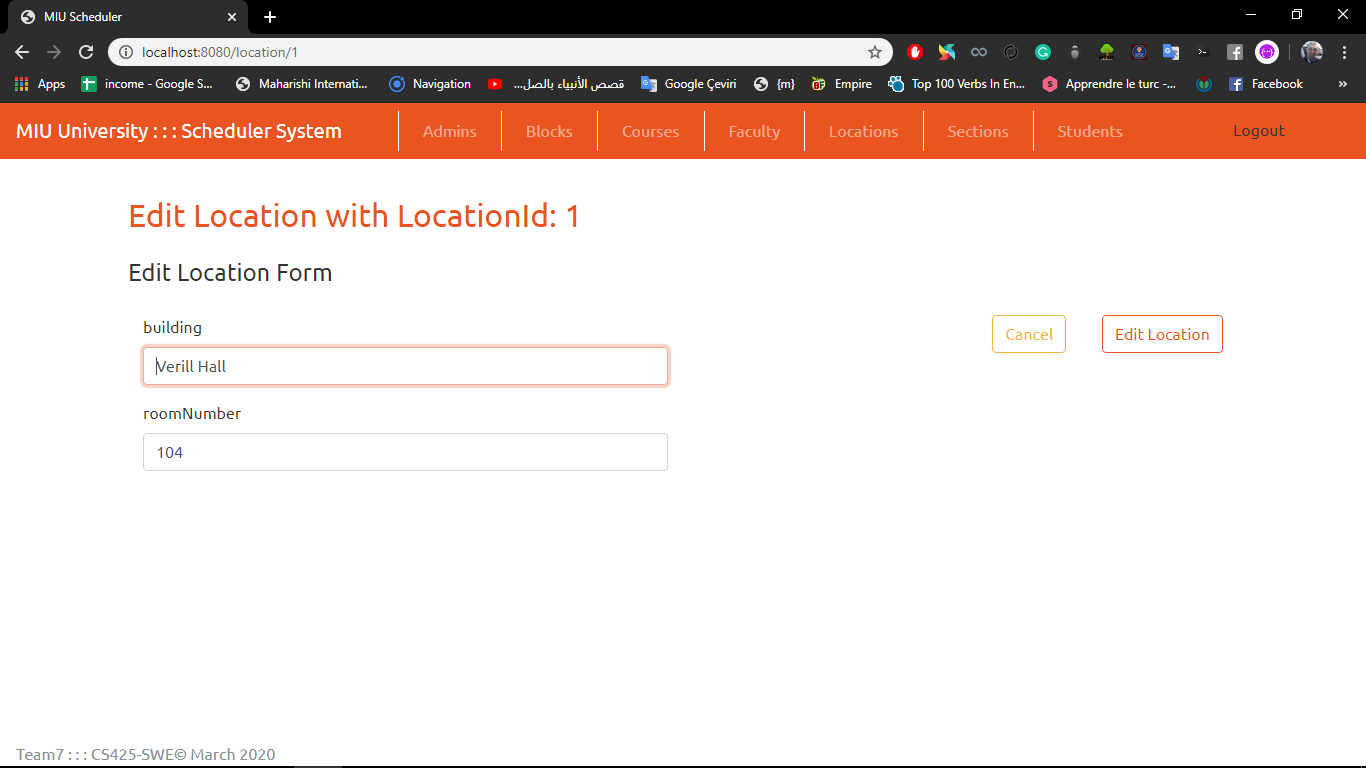 MIU Scheduler
localhost:8080/location/1
Apps income - Google S... Maharishi Internati... Navigation قصص الأنبياء بالصل... Google Çeviri {m} Empire Top 100 Verbs In En... Apprendre le turc -... Facebook »
MIU University : : : Scheduler System Admins Blocks Courses Faculty Locations Sections Students Logout
Edit Location with LocationId: 1
Edit Location Form
building
Cancel Edit Location
Verill Hall
roomNumber
104
Team7 : : : CS425-SWE© March 2020